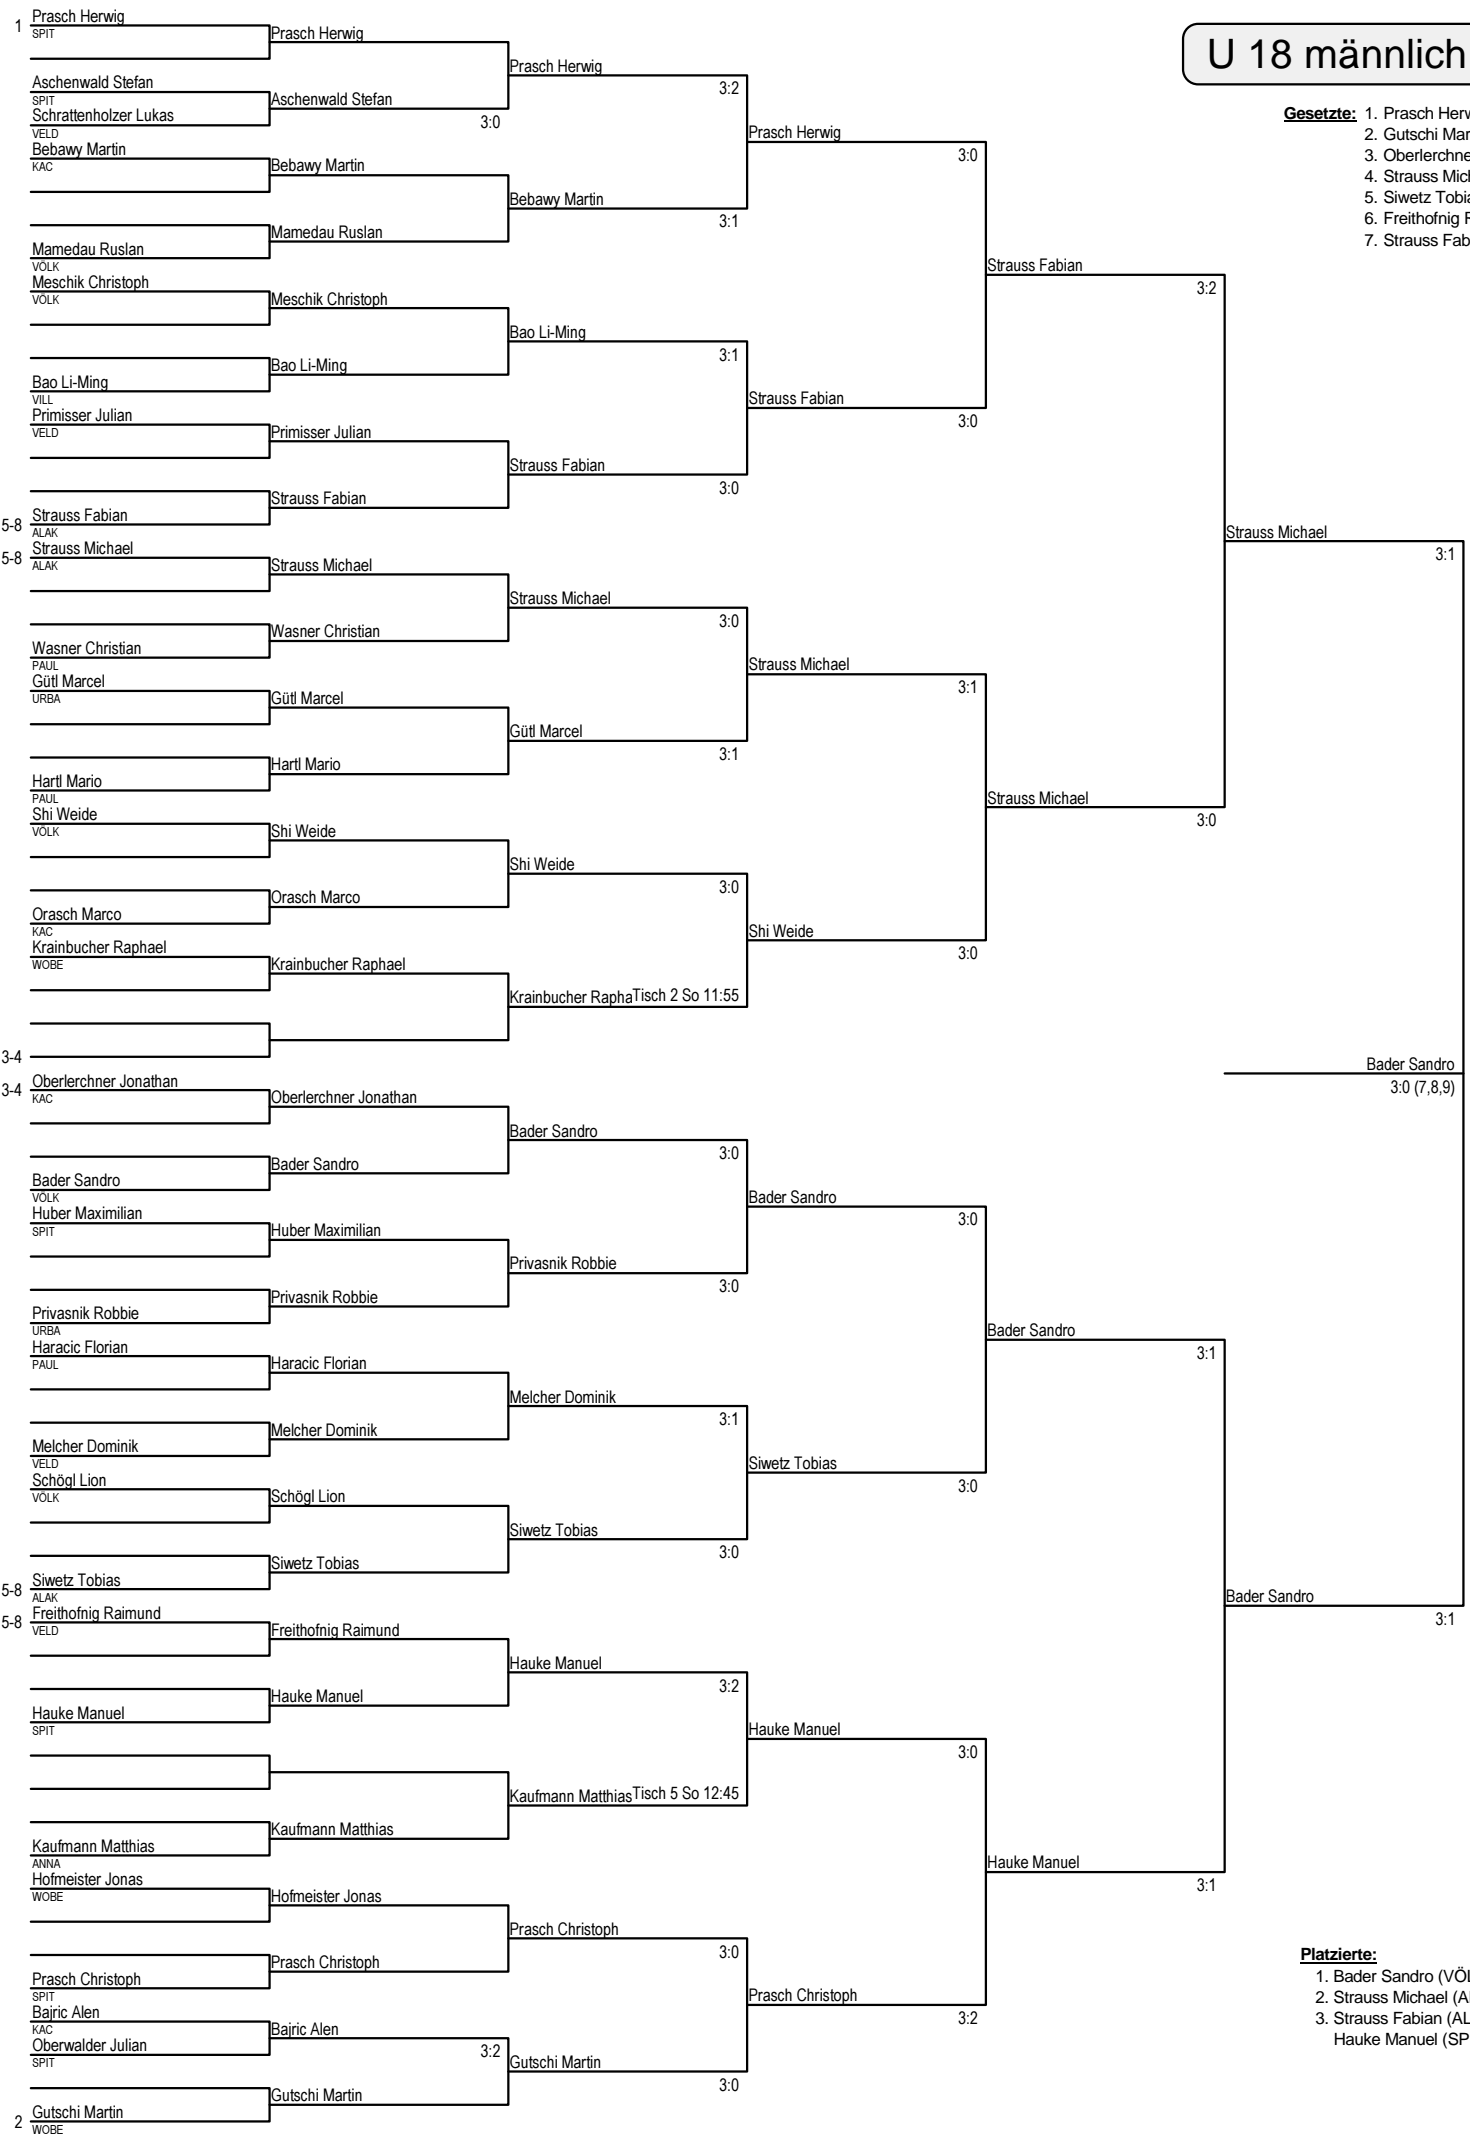 U 18 männlich
Gesetzte: 1. Prasch Herw
2. Gutschi Mar
3. Oberlerchne
4. Strauss Mich
5. Siwetz Tobia
6. Freithofnig R
7. Strauss Fab
1 Prasch Herwig
SPIT
Aschenwald Stefan
SPIT
Schrattenholzer Lukas
VELD
Bebawy Martin
KAC
Mamedau Ruslan
VÖLK
Meschik Christoph
VÖLK
Bao Li-Ming
VILL
Primisser Julian
VELD
5-8 Strauss Fabian
ALAK
5-8 Strauss Michael
ALAK
Wasner Christian
PAUL
Gütl Marcel
URBA
Hartl Mario
PAUL
Shi Weide
VÖLK
Orasch Marco
KAC
Krainbucher Raphael
WOBE
3-4
3-4 Oberlerchner Jonathan
KAC
Bader Sandro
VÖLK
Huber Maximilian
SPIT
Privasnik Robbie
URBA
Haracic Florian
PAUL
Melcher Dominik
VELD
Schögl Lion
VÖLK
5-8 Siwetz Tobias
ALAK
5-8 Freithofnig Raimund
VELD
Hauke Manuel
SPIT
Kaufmann Matthias
ANNA
Hofmeister Jonas
WOBE
Prasch Christoph
SPIT
Bajric Alen
KAC
Oberwalder Julian
SPIT
2 Gutschi Martin
WOBE
Prasch Herwig
Aschenwald Stefan
3:0
Bebawy Martin
Mamedau Ruslan
Meschik Christoph
Bao Li-Ming
Primisser Julian
Strauss Fabian
Strauss Michael
Wasner Christian
Gütl Marcel
Hartl Mario
Shi Weide
Orasch Marco
Krainbucher Raphael
Oberlerchner Jonathan
Bader Sandro
Huber Maximilian
Privasnik Robbie
Haracic Florian
Melcher Dominik
Schögl Lion
Siwetz Tobias
Freithofnig Raimund
Hauke Manuel
Kaufmann Matthias
Hofmeister Jonas
Prasch Christoph
Bajric Alen
3:2
Gutschi Martin
Prasch Herwig
3:2
Bebawy Martin
3:1
Bao Li-Ming
3:1
Strauss Fabian
3:0
Strauss Michael
3:0
Gütl Marcel
3:1
Shi Weide
3:0
Krainbucher Rapha Tisch 2 So 11:55
Bader Sandro
3:0
Privasnik Robbie
3:0
Melcher Dominik
3:1
Siwetz Tobias
3:0
Hauke Manuel
3:2
Kaufmann Matthias Tisch 5 So 12:45
Prasch Christoph
3:0
Gutschi Martin
3:0
Prasch Herwig
3:0
Strauss Fabian
3:0
Strauss Michael
3:1
Shi Weide
3:0
Bader Sandro
3:0
Siwetz Tobias
3:0
Hauke Manuel
3:0
Prasch Christoph
3:2
Strauss Fabian
3:2
Strauss Michael
3:0
Bader Sandro
3:1
Hauke Manuel
3:1
Strauss Michael
3:1
Bader Sandro
3:1
Bader Sandro
3:0 (7,8,9)
Platzierte:
1. Bader Sandro (VÖL
2. Strauss Michael (A
3. Strauss Fabian (AL
Hauke Manuel (SP